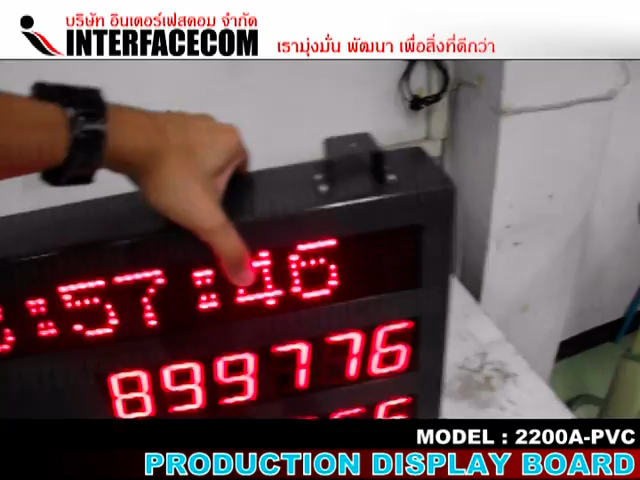 บริษัท อินเตอร์เฟสคอม จำกัด
INTERFACECOM
เรามุ่งมั่น พัฒนา เพื่อสิ่งที่ดีกว่า
:57:46
899776
MODEL : 2200A-PVC
PRODUCTION DISPLAY BOARD